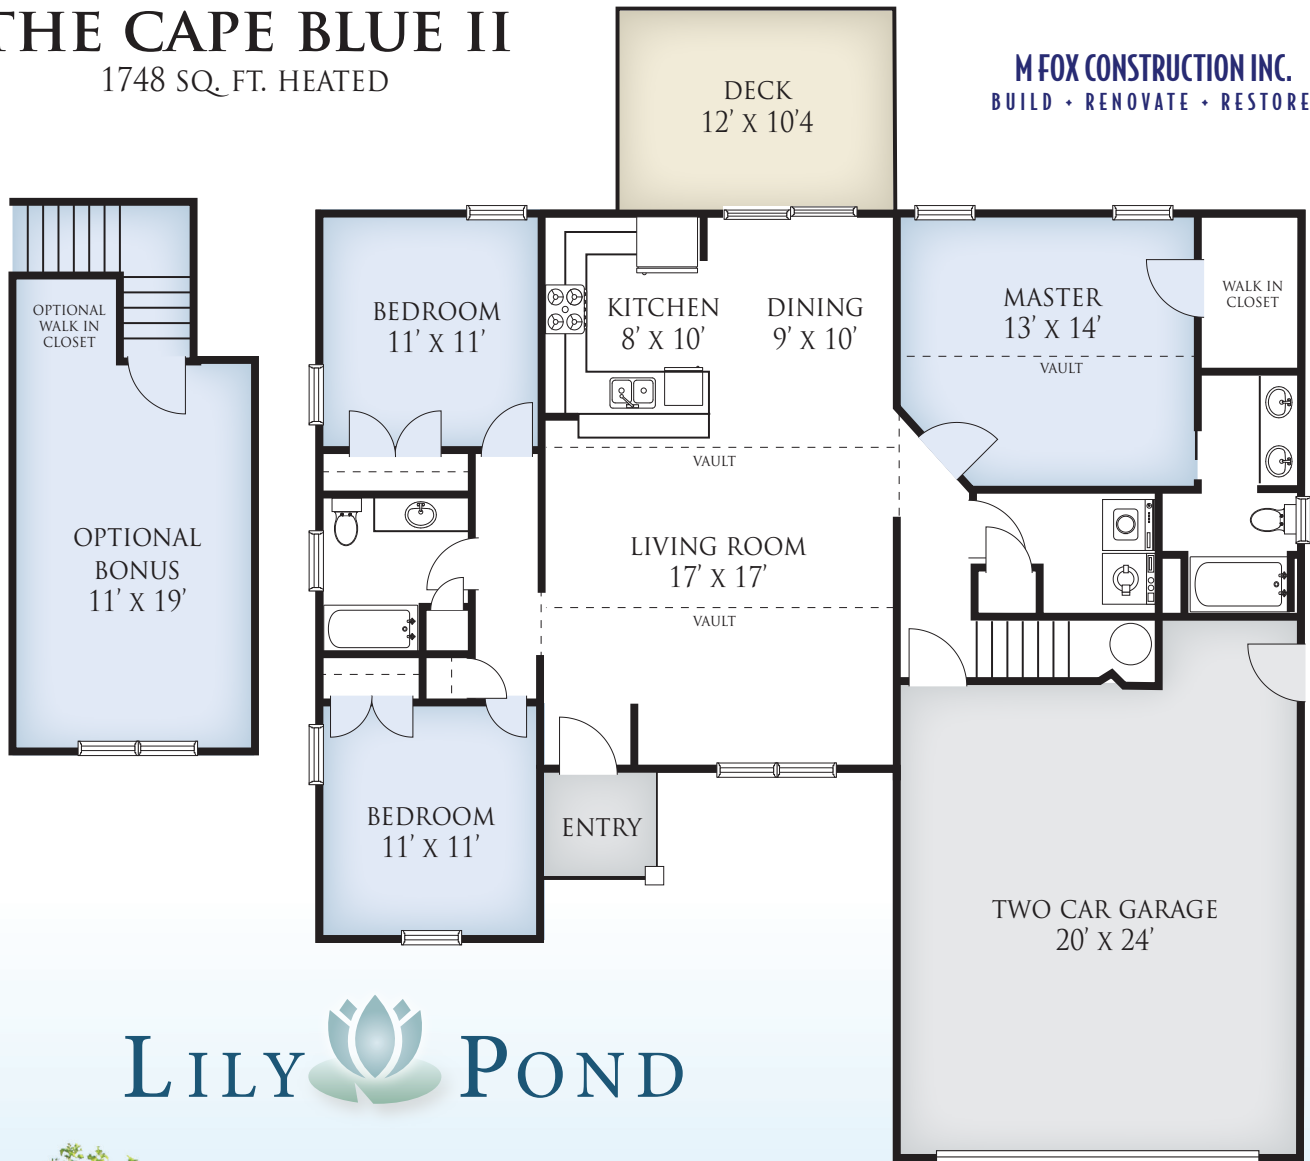 THE CAPE BLUE II
1748 SQ. FT. HEATED
M FOX CONSTRUCTION INC.
BUILD • RENOVATE • RESTORE
DECK
12' X 10'4
BEDROOM
11' X 11'
KITCHEN
8' X 10'
DINING
9' X 10'
MASTER
13' X 14'
VAULT
WALK IN
CLOSET
OPTIONAL
WALK IN
CLOSET
OPTIONAL
BONUS
11' X 19'
VAULT
LIVING ROOM
17' X 17'
VAULT
BEDROOM
11' X 11'
ENTRY
TWO CAR GARAGE
20' X 24'
LILY POND